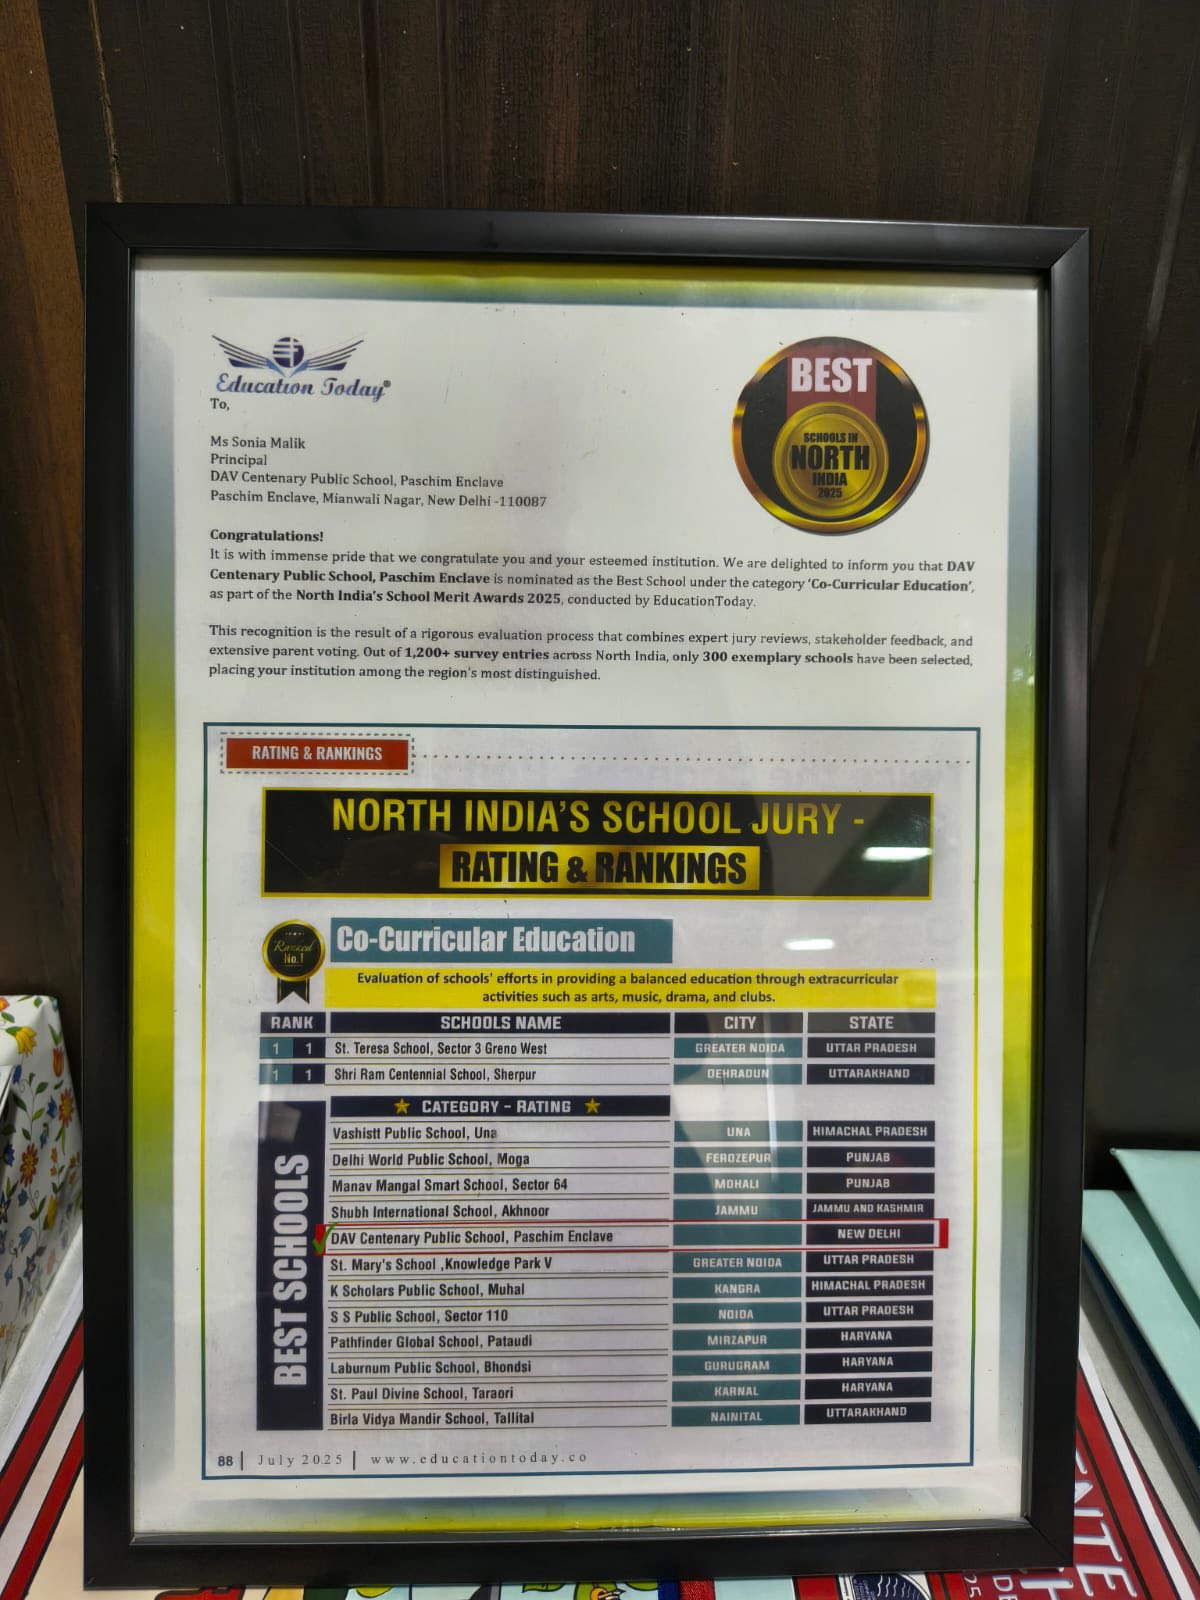 Education Today®
To,
Ms Sonia Malik
Principal
DAV Centenary Public School, Paschim Enclave
Paschim Enclave, Mianwali Nagar, New Delhi -110087
BEST
SCHOOLS IN
NORTH
INDIA
2025
Congratulations!
It is with immense pride that we congratulate you and your esteemed institution. We are delighted to inform you that DAV
Centenary Public School, Paschim Enclave is nominated as the Best School under the category 'Co-Curricular Education',
as part of the North India's School Merit Awards 2025, conducted by EducationToday.
This recognition is the result of a rigorous evaluation process that combines expert jury reviews, stakeholder feedback, and
extensive parent voting. Out of 1,200+ survey entries across North India, only 300 exemplary schools have been selected,
placing your institution among the region's most distinguished.
RATING & RANKINGS
NORTH INDIA'S SCHOOL JURY -
RATING & RANKINGS
Ranked
No.1
Co-Curricular Education
Evaluation of schools' efforts in providing a balanced education through extracurricular
activities such as arts, music, drama, and clubs.
RANK SCHOOLS NAME CITY STATE
1 1 St. Teresa School, Sector 3 Greno West GREATER NOIDA UTTAR PRADESH
1 1 Shri Ram Centennial School, Sherpur DEHRADUN UTTARAKHAND
CATEGORY - RATING
BEST SCHOOLS
Vashistt Public School, Una UNA HIMACHAL PRADESH
Delhi World Public School, Moga FEROZEPUR PUNJAB
Manav Mangal Smart School, Sector 64 MOHALI PUNJAB
Shubh International School, Akhnoor JAMMU JAMMU AND KASHMIR
DAV Centenary Public School, Paschim Enclave NEW DELHI
St. Mary's School ,Knowledge Park V GREATER NOIDA UTTAR PRADESH
K Scholars Public School, Muhal KANGRA HIMACHAL PRADESH
S S Public School, Sector 110 NOIDA UTTAR PRADESH
Pathfinder Global School, Pataudi MIRZAPUR HARYANA
Laburnum Public School, Bhondsi GURUGRAM HARYANA
St. Paul Divine School, Taraori KARNAL HARYANA
Birla Vidya Mandir School, Tallital NAINITAL UTTARAKHAND
88 | July 2025 | www.educationtoday.co